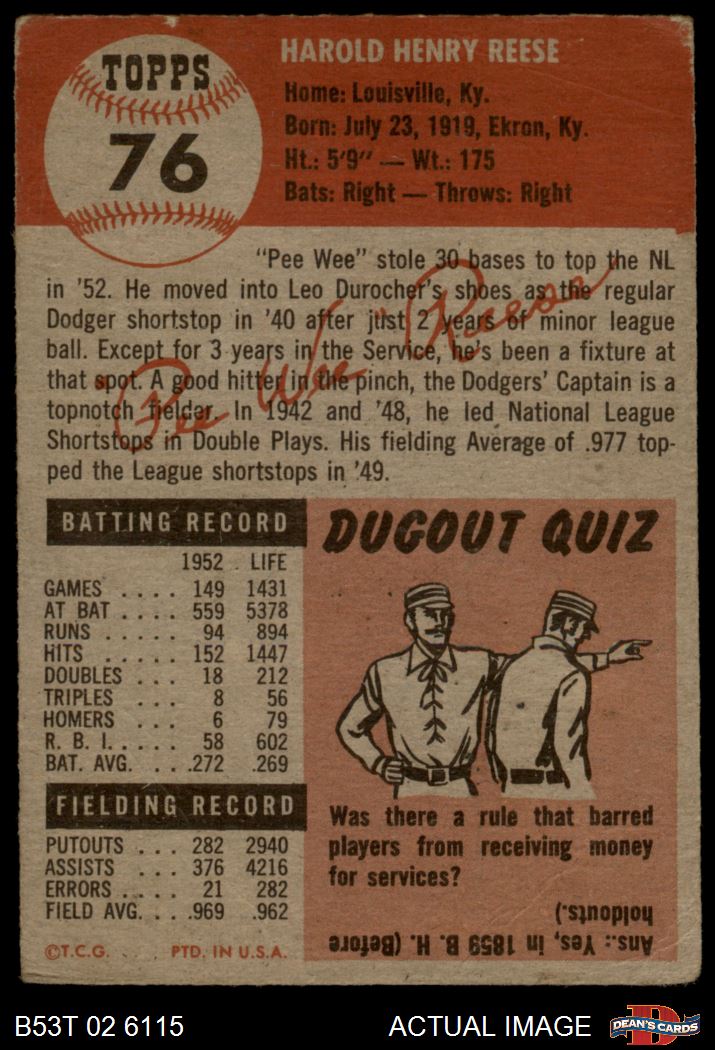 TOPPS
76
HAROLD HENRY REESE
Home: Louisville, Ky.
Born: July 23, 1919, Ekron, Ky.
Ht.: 5'9" — Wt.: 175
Bats: Right — Throws: Right
"Pee Wee" stole 30 bases to top the NL
in '52. He moved into Leo Durocher's shoes as the regular
Dodger shortstop in '40 after just 2 years of minor league
ball. Except for 3 years in the Service, he's been a fixture at
that spot. A good hitter in the pinch, the Dodgers' Captain is a
topnotch fielder. In 1942 and '48, he led National League
Shortstops in Double Plays. His fielding Average of .977 top-
ped the League shortstops in '49.
"Pee Wee" Reese
BATTING RECORD
1952 LIFE
GAMES .... 149 1431
AT BAT .... 559 5378
RUNS ..... 94 894
HITS ..... 152 1447
DOUBLES ... 18 212
TRIPLES ... 8 56
HOMERS ... 6 79
R. B. I. .... 58 602
BAT. AVG. ... .272 .269
FIELDING RECORD
PUTOUTS ... 282 2940
ASSISTS ... 376 4216
ERRORS .... 21 282
FIELD AVG. .. .969 .962
©T.C.G. PTD. IN U.S.A.
DUGOUT QUIZ
Was there a rule that barred
players from receiving money
for services?
Ans.: Yes, in 1859 B. H. (Before
holdouts.)
B53T 02 6115
ACTUAL IMAGE
D
DEAN'S CARDS